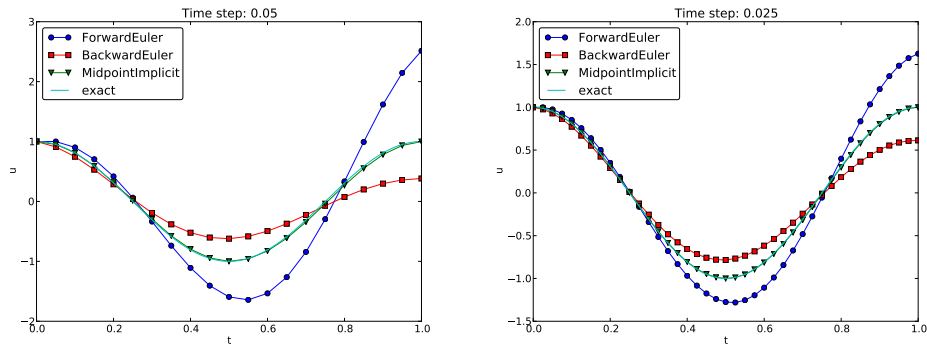 Time step: 0.05
3
2
1
0
−1
−2
0.0
0.2
0.4
0.6
0.8
1.0
t
u
ForwardEuler
BackwardEuler
MidpointImplicit
exact
Time step: 0.025
2.0
1.5
1.0
0.5
0.0
−0.5
−1.0
−1.5
0.0
0.2
0.4
0.6
0.8
1.0
t
u
ForwardEuler
BackwardEuler
MidpointImplicit
exact